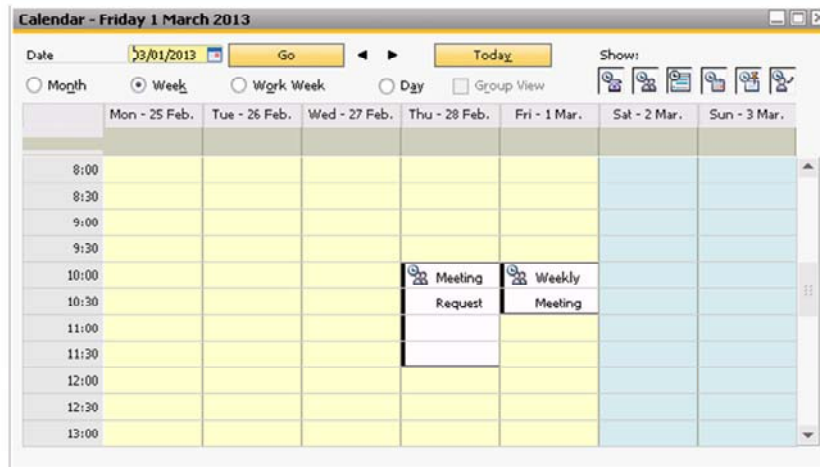 Calendar - Friday 1 March 2013
Date 03/01/2013 Go Today Show:
Month Week Work Week Day Group View
Mon - 25 Feb. Tue - 26 Feb. Wed - 27 Feb. Thu - 28 Feb. Fri - 1 Mar. Sat - 2 Mar. Sun - 3 Mar.
8:00
8:30
9:00
9:30
10:00 Meeting Weekly
10:30 Request Meeting
11:00
11:30
12:00
12:30
13:00